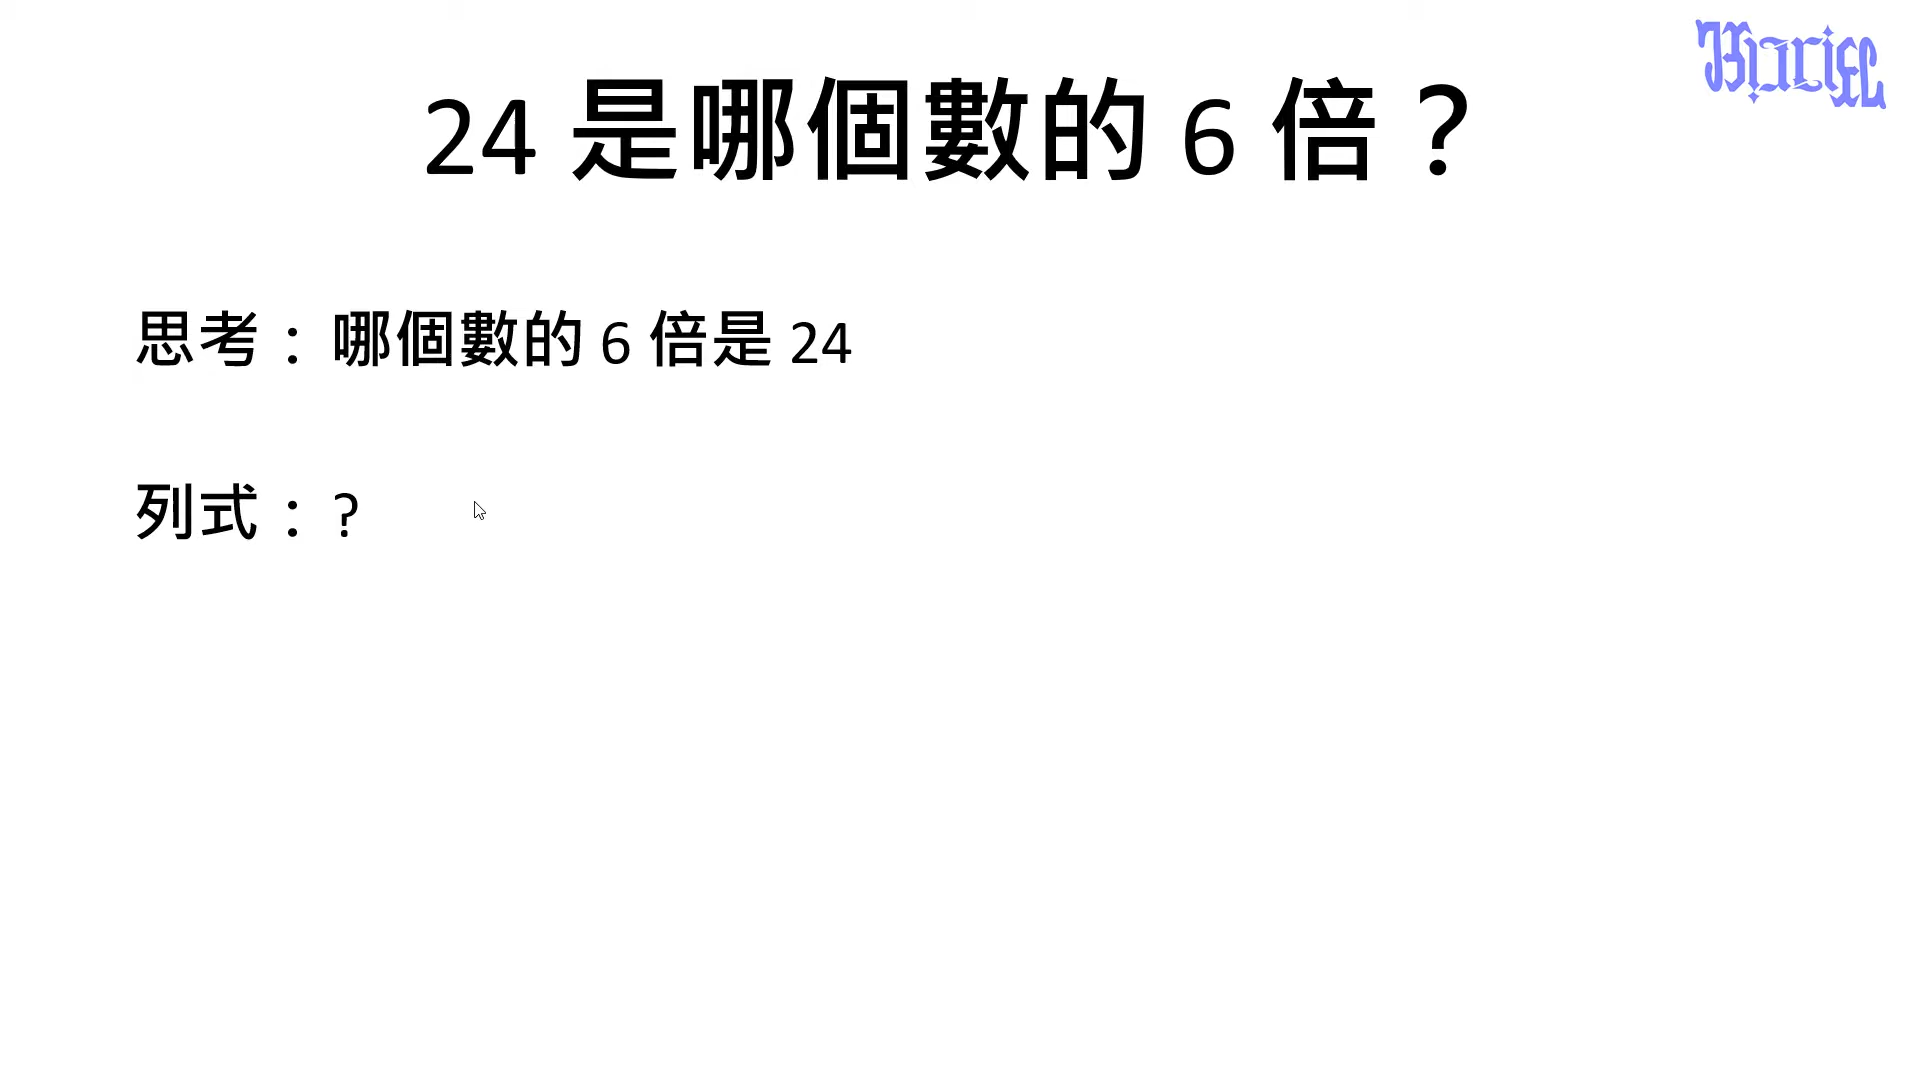 24 是哪個數的 6 倍？
思考：哪個數的 6 倍是 24
列式：?